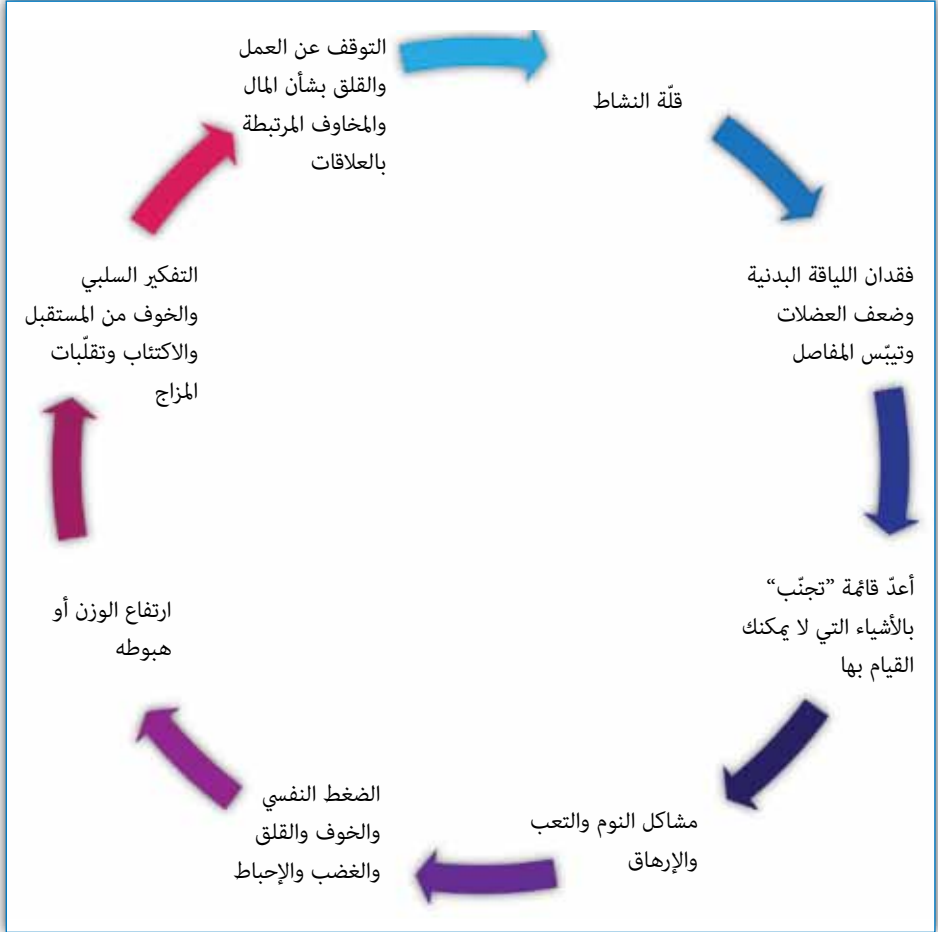 التوقف عن العمل
والقلق بشأن المال
والمخاوف المرتبطة
بالعلاقات
قلّة النشاط
فقدان اللياقة البدنية
وضعف العضلات
وتيبّس المفاصل
أعدّ قائمة ”تجنّب“
بالأشياء التي لا يمكنك
القيام بها
مشاكل النوم والتعب
والإرهاق
الضغط النفسي
والخوف والقلق
والغضب والإحباط
ارتفاع الوزن أو
هبوطه
التفكير السلبي
والخوف من المستقبل
والاكتئاب وتقلّبات
المزاج